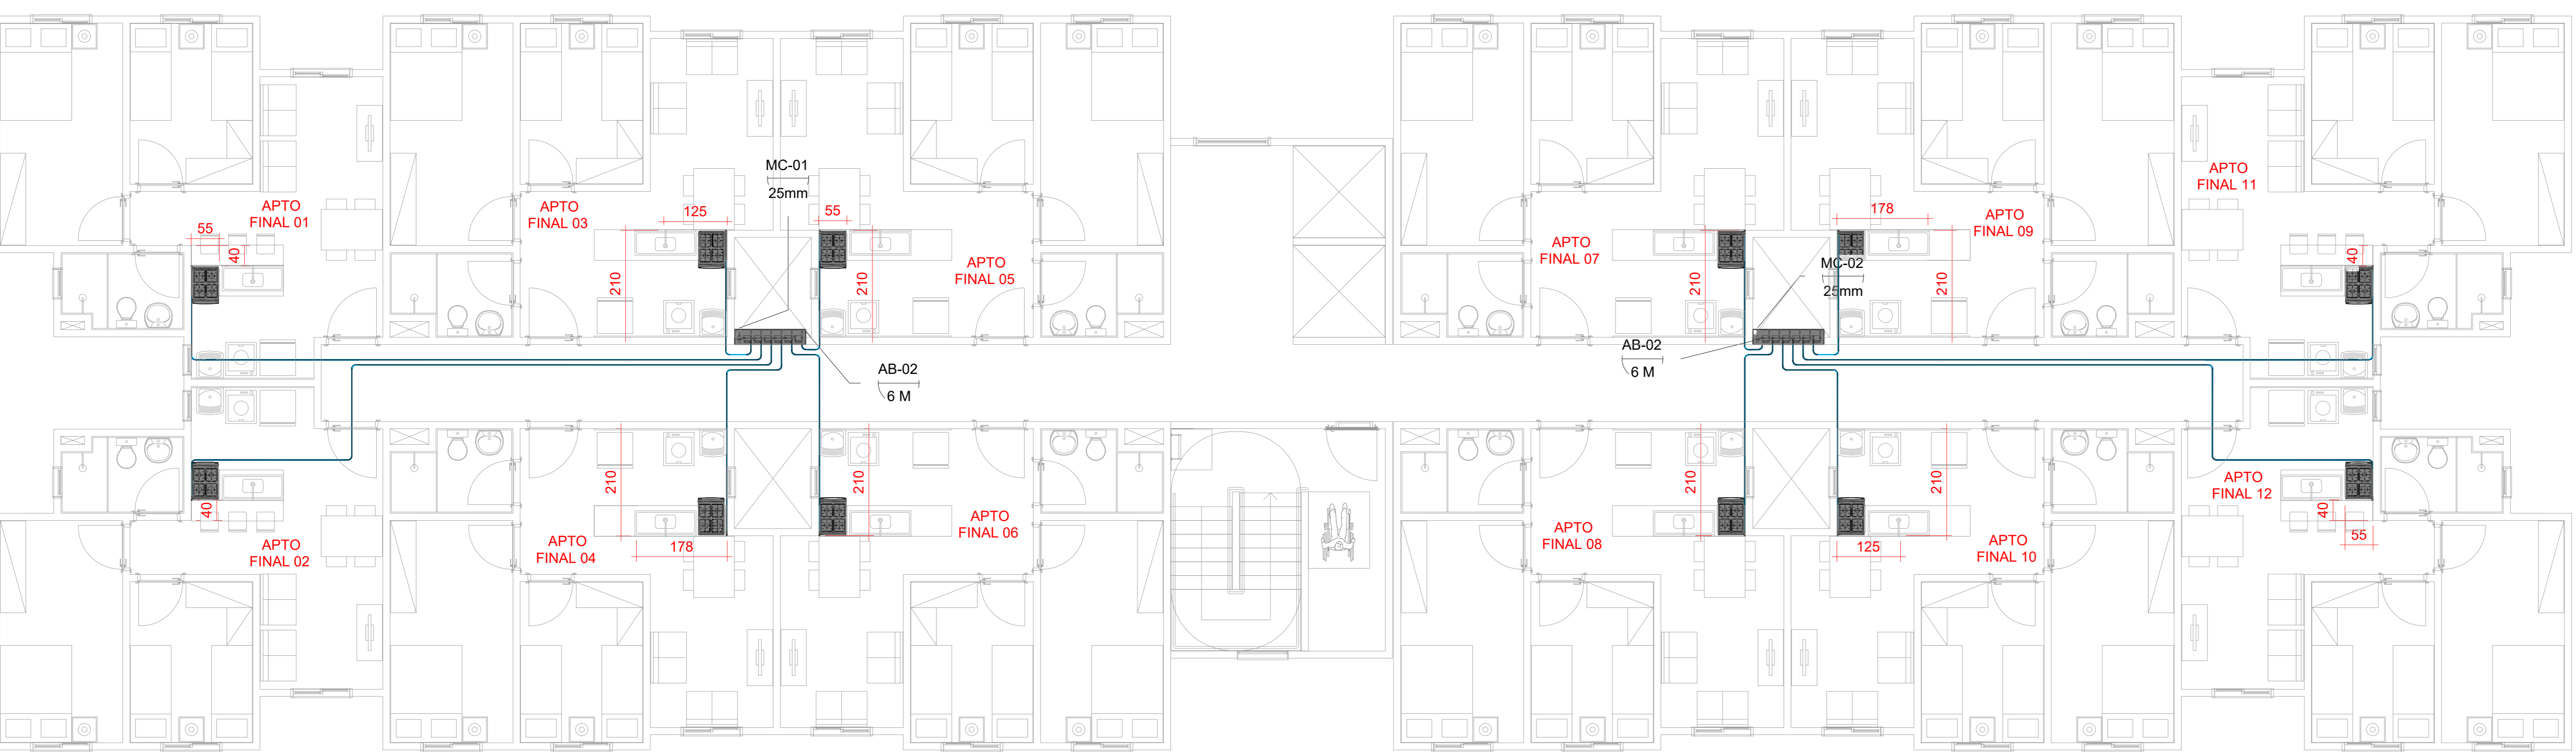 MC-01
25mm
APTO
FINAL 01
55
40
APTO
FINAL 03
125
210
55
210
APTO
FINAL 05
AB-02
6 M
40
APTO
FINAL 02
210
APTO
FINAL 04
178
210
APTO
FINAL 06
APTO
FINAL 07
210
178
APTO
FINAL 09
210
MC-02
25mm
AB-02
6 M
APTO
FINAL 11
40
210
APTO
FINAL 08
210
125
APTO
FINAL 10
APTO
FINAL 12
40
55